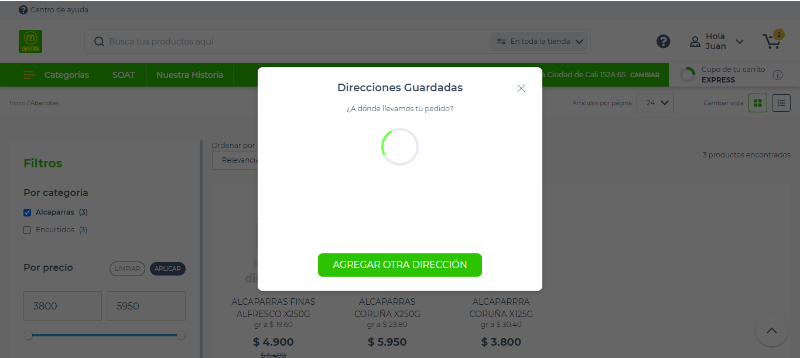 Centro de ayuda
Busca tus productos aquí
En toda la tienda
Hola
Juan
2
Categorías
SOAT
Nuestra Historia
a Ciudad de Cali 152A 65 CAMBIAR
Cupo de tu carrito
EXPRESS
Direcciones Guardadas
¿A dónde llevamos tu pedido?
Inicio / Abarrotes
Artículos por página
24
Cambiar vista
Filtros
Ordenar por
Relevancia
3 productos encontrados
Por categoría
Alcaparras (3)
Encurtidos (3)
Por precio
LIMPIAR
APLICAR
3800
5950
AGREGAR OTRA DIRECCIÓN
ALCAPARAS FINAS
ALFRESCO X250G
gr a $ 19.60
$ 4.900
$ 5.400
ALCAPARRAS
CORUÑA X250G
gr a $ 23.80
$ 5.950
ALCAPARRRA
CORUÑA X125G
gr a $ 30.40
$ 3.800